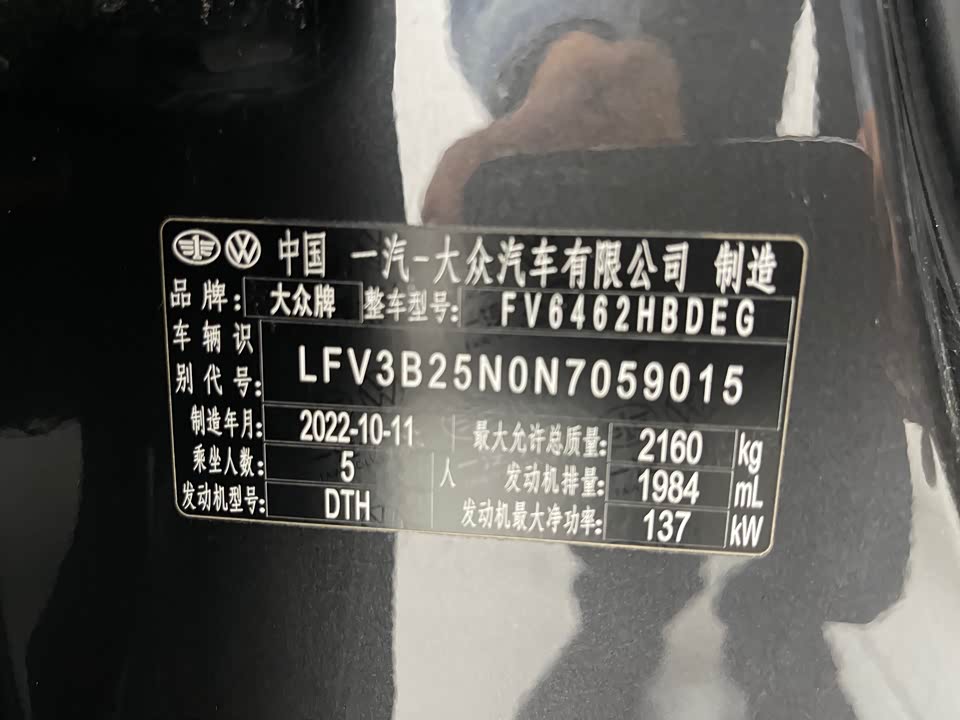 中国 一汽-大众汽车有限公司 制造
品牌: 大众牌 整车型号: FV6462HBDEG
车辆识
别代号: LFV3B25N0N7059015
制造年月: 2022-10-11 最大允许总质量: 2160 kg
乘坐人数: 5 人 发动机排量: 1984 mL
发动机型号: DTH 发动机最大净功率: 137 kW